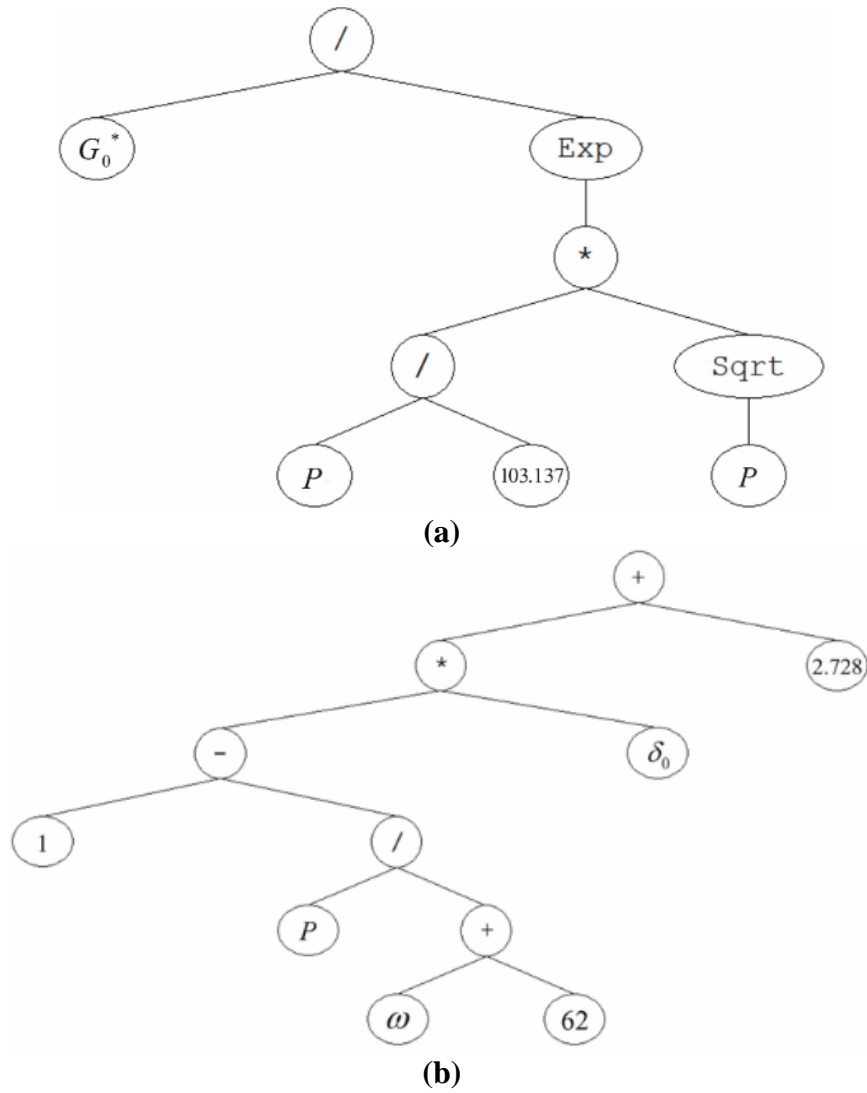 /
G₀* Exp
*
/ Sqrt
P 103.137 P
(a)
+
* 2.728
- δ₀
1 /
P +
ω 62
(b)